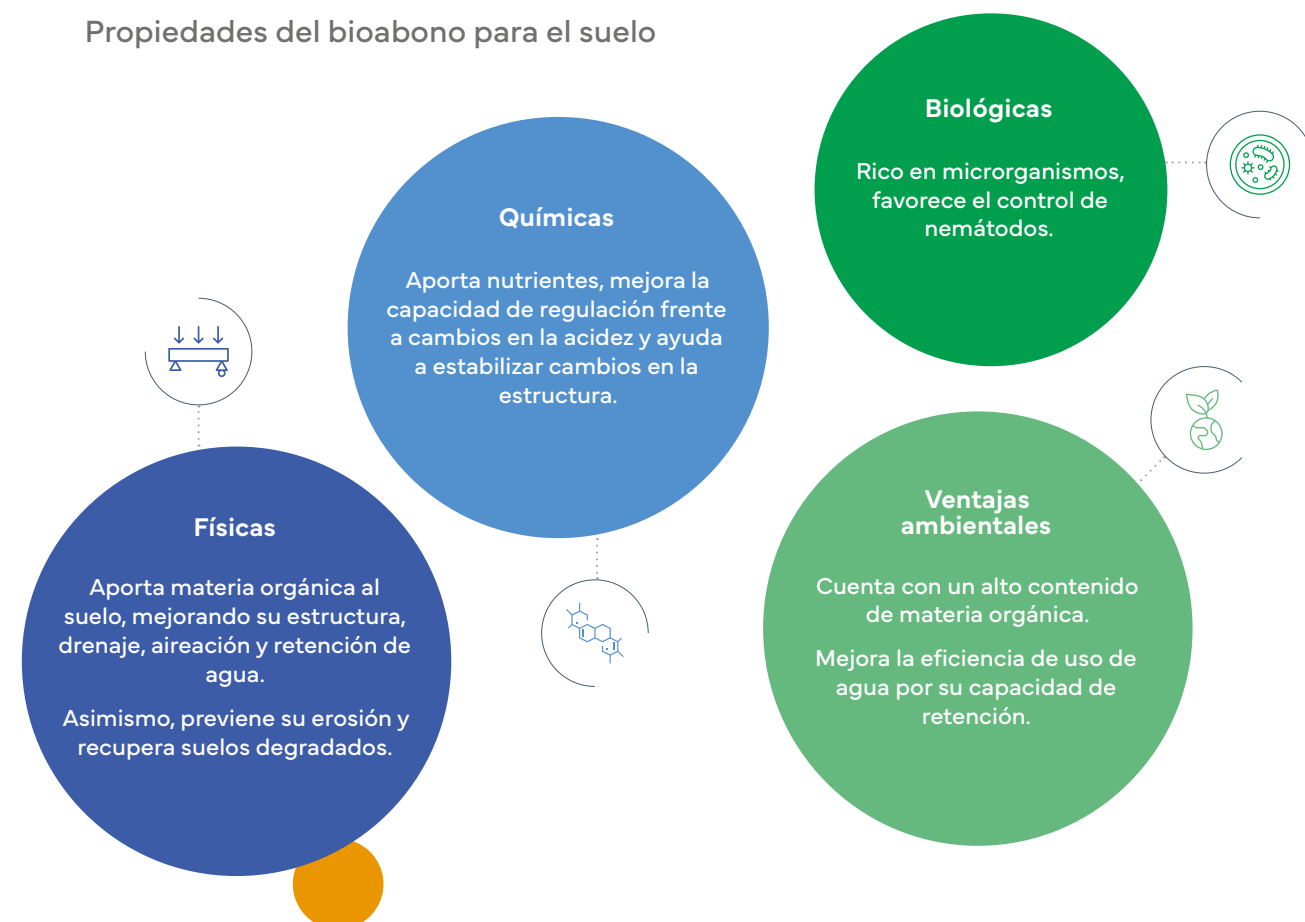 Propiedades del bioabono para el suelo
Físicas
Aporta materia orgánica al
suelo, mejorando su estructura,
drenaje, aireación y retención de
agua.
Asimismo, previene su erosión y
recupera suelos degradados.
Químicas
Aporta nutrientes, mejora la
capacidad de regulación frente
a cambios en la acidez y ayuda
a estabilizar cambios en la
estructura.
Biológicas
Rico en microrganismos,
favorece el control de
nemátodos.
Ventajas
ambientales
Cuenta con un alto contenido
de materia orgánica.
Mejora la eficiencia de uso de
agua por su capacidad de
retención.